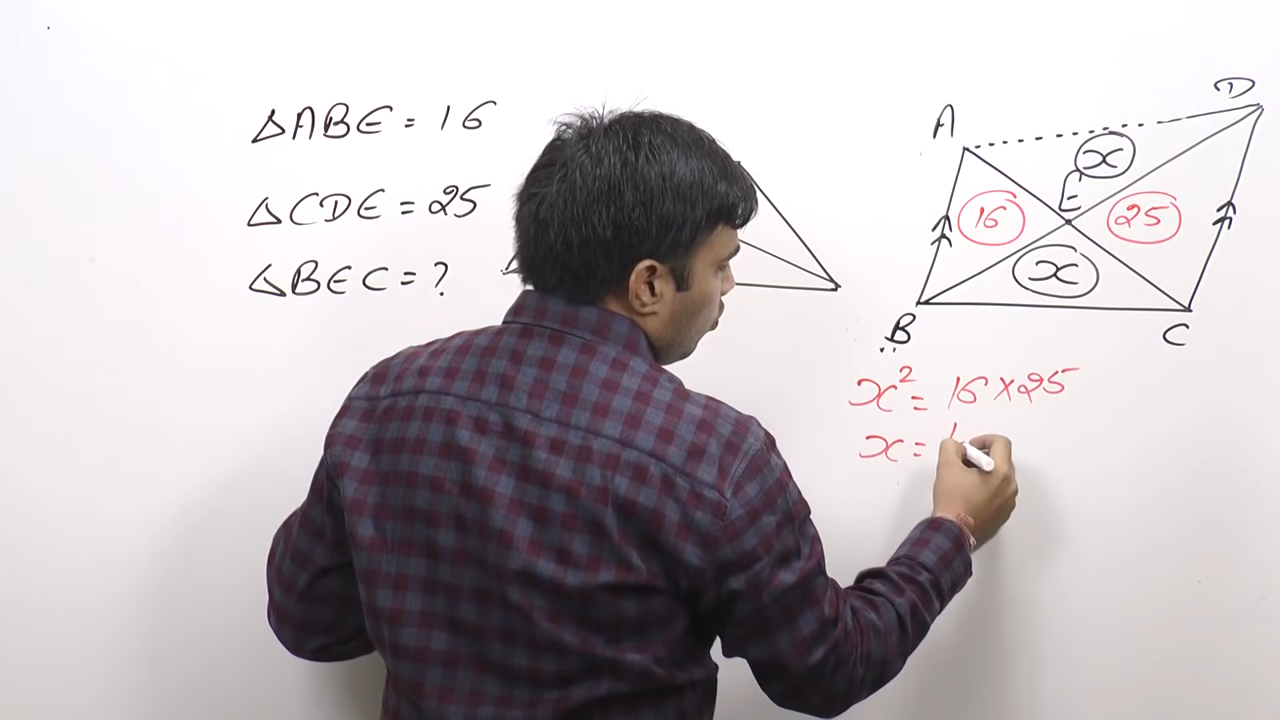 △ABE = 16
△CDE = 25
△BEC = ?
D
A
x
E
16
25
x
B
C
x² = 16 × 25
x =